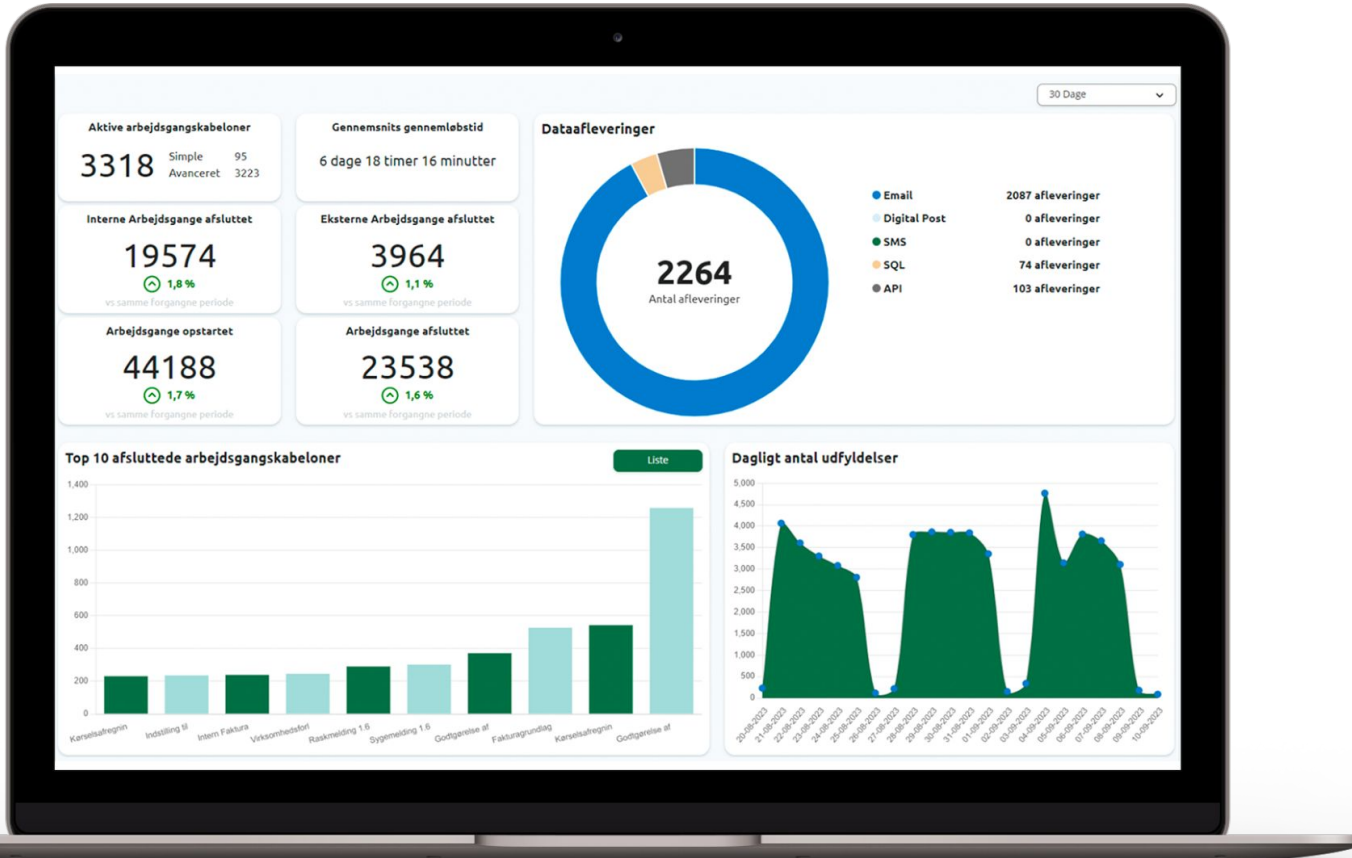 30 Dage
Aktive arbejdsgangskabeloner
3318
Simple 95
Avanceret 3223
Gennemsnits gennemløbstid
6 dage 18 timer 16 minutter
Interne Arbejdsgange afsluttet
19574
1,8 %
vs samme forgangne periode
Eksterne Arbejdsgange afsluttet
3964
1,1 %
vs samme forgangne periode
Arbejdsgange opstartet
44188
1,7 %
vs samme forgangne periode
Arbejdsgange afsluttet
23538
1,6 %
vs samme forgangne periode
Dataafleveringer
2264
Antal afleveringer
Email 2087 afleveringer
Digital Post 0 afleveringer
SMS 0 afleveringer
SQL 74 afleveringer
API 103 afleveringer
Top 10 afsluttede arbejdsgangskabeloner
Liste
1,400
1,200
1,000
800
600
400
200
0
Kørselsafregnin
Indstilling til
Intern Faktura
Virksomhedsforl
Raskmelding 1.6
Sygemelding 1.6
Godtgørelse af
Fakturagrundlag
Kørselsafregnin
Godtgørelse af
Dagligt antal udfyldelser
5,000
4,500
4,000
3,500
3,000
2,500
2,000
1,500
1,000
500
0
20-08-2023
21-08-2023
22-08-2023
23-08-2023
24-08-2023
25-08-2023
26-08-2023
27-08-2023
28-08-2023
29-08-2023
30-08-2023
31-08-2023
01-09-2023
02-09-2023
03-09-2023
04-09-2023
05-09-2023
06-09-2023
07-09-2023
08-09-2023
09-09-2023
10-09-2023